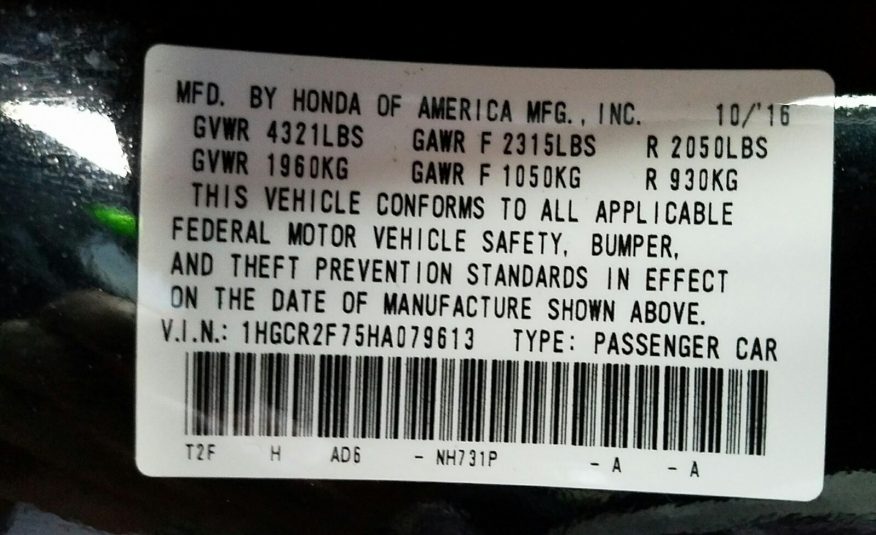 MFD. BY HONDA OF AMERICA MFG., INC. 10/'16
GVWR 4321LBS GAWR F 2315LBS R 2050LBS
GVWR 1960KG GAWR F 1050KG R 930KG
THIS VEHICLE CONFORMS TO ALL APPLICABLE
FEDERAL MOTOR VEHICLE SAFETY, BUMPER,
AND THEFT PREVENTION STANDARDS IN EFFECT
ON THE DATE OF MANUFACTURE SHOWN ABOVE.
V.I.N.: 1HGCR2F75HA079613 TYPE: PASSENGER CAR
T2F H AD6 - NH731P - A - A